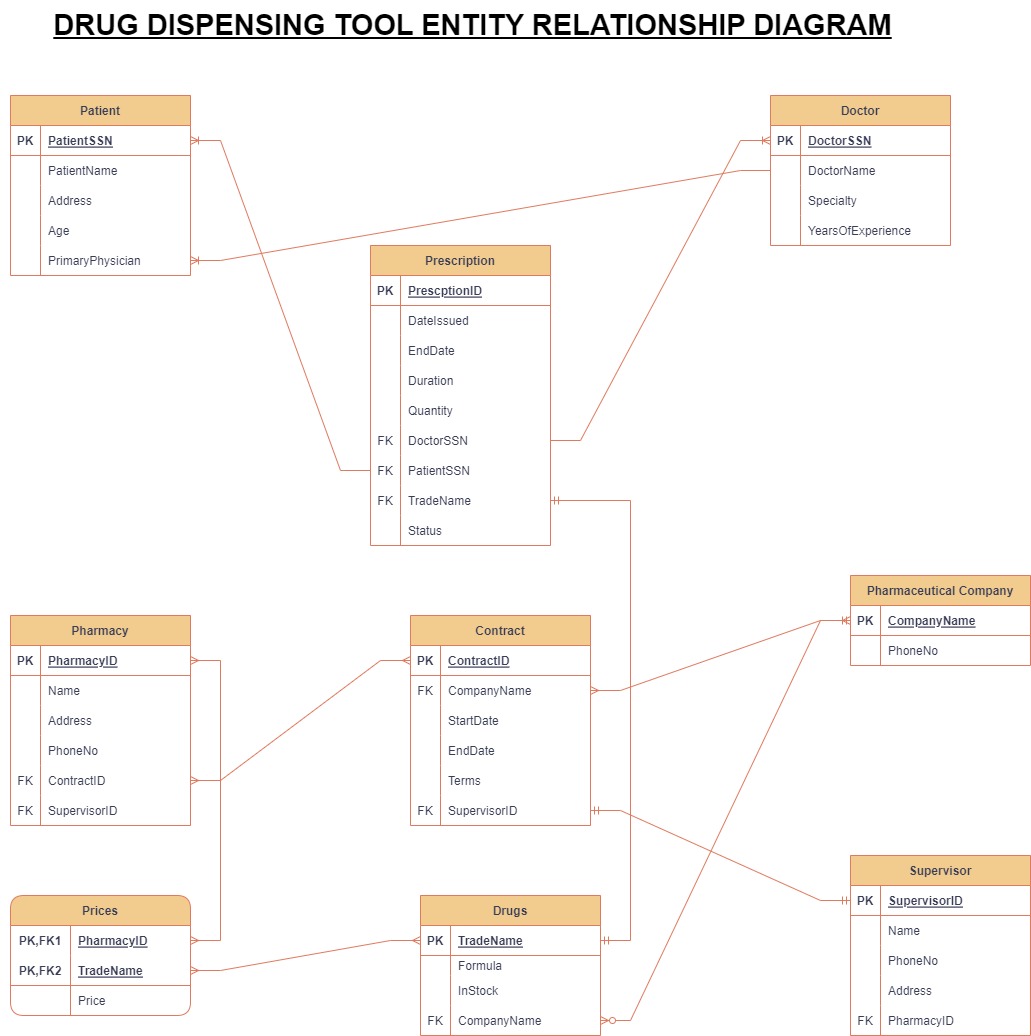 DRUG DISPENSING TOOL ENTITY RELATIONSHIP DIAGRAM
Patient
PK PatientSSN
PatientName
Address
Age
PrimaryPhysician
Doctor
PK DoctorSSN
DoctorName
Specialty
YearsOfExperience
Prescription
PK PrescptionID
DateIssued
EndDate
Duration
Quantity
FK DoctorSSN
FK PatientSSN
FK TradeName
Status
Pharmaceutical Company
PK CompanyName
PhoneNo
Pharmacy
PK PharmacyID
Name
Address
PhoneNo
FK ContractID
FK SupervisorID
Contract
PK ContractID
FK CompanyName
StartDate
EndDate
Terms
FK SupervisorID
Supervisor
PK SupervisorID
Name
PhoneNo
Address
FK PharmacyID
Prices
PK,FK1 PharmacyID
PK,FK2 TradeName
Price
Drugs
PK TradeName
Formula
InStock
FK CompanyName